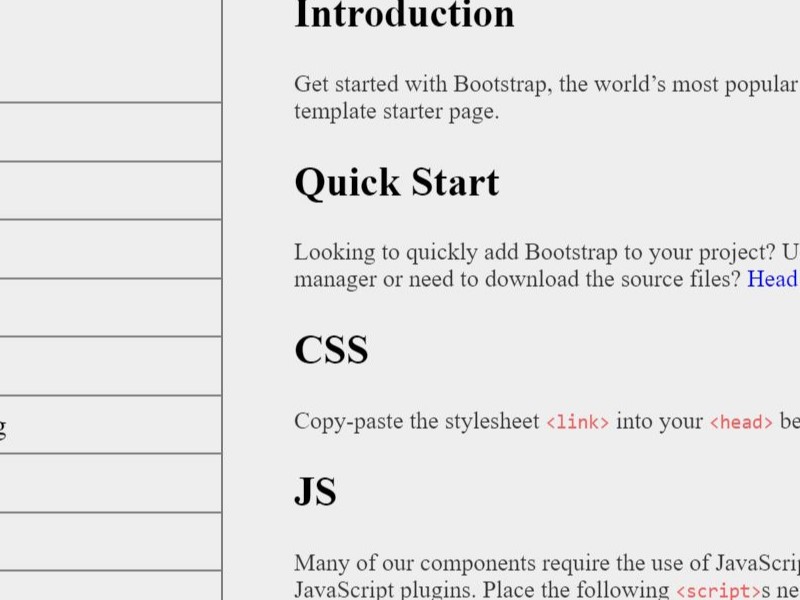 Introduction
Get started with Bootstrap, the world’s most popular
template starter page.
Quick Start
Looking to quickly add Bootstrap to your project? U
manager or need to download the source files? Head
CSS
Copy-paste the stylesheet <link> into your <head> be
g
JS
Many of our components require the use of JavaScrip
JavaScript plugins. Place the following <script>s ne